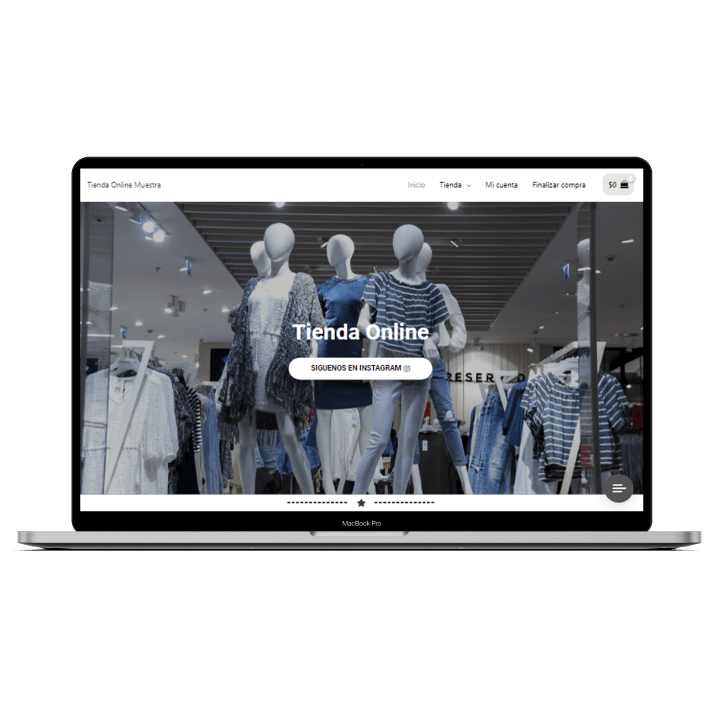 Tienda Online Muestra
Inicio Tienda Mi cuenta Finalizar compra $0
Tienda Online
SIGUENOS EN INSTAGRAM
RESER
MacBook Pro